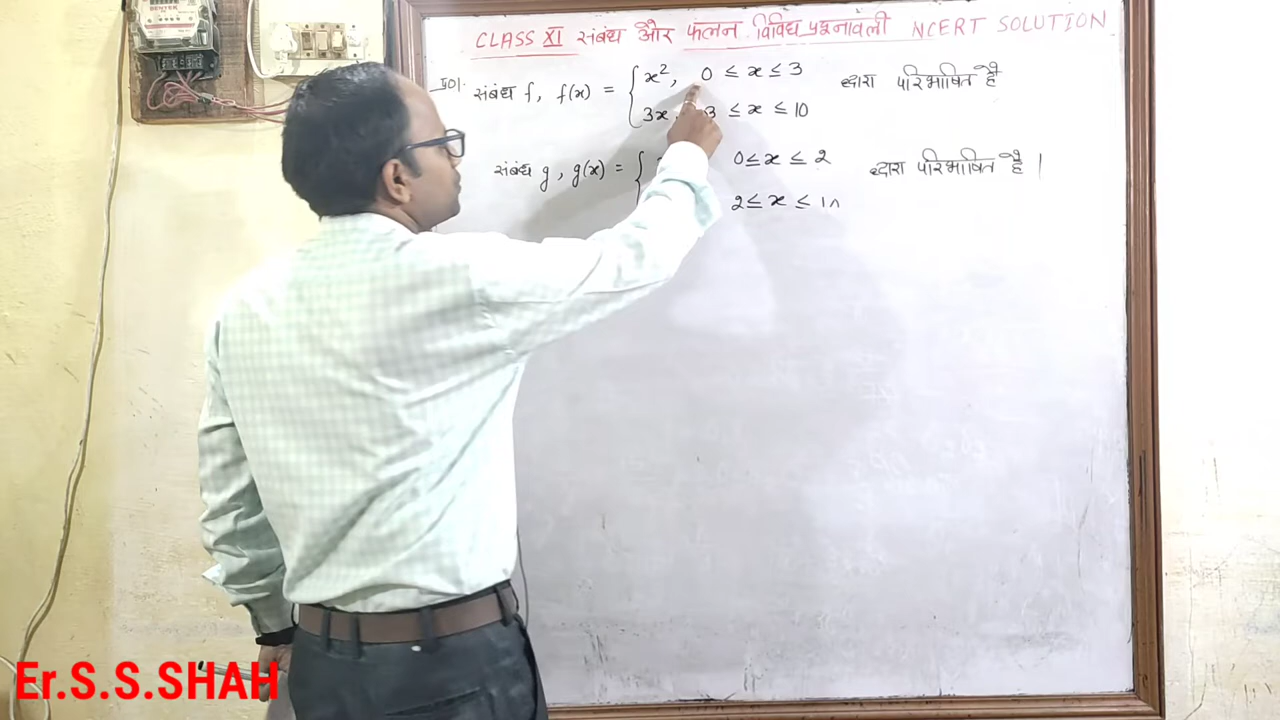 CLASS XI संबंध और फलन विविध प्रश्नावली NCERT SOLUTION
प्र01. संबंध f, f(x) = { x², 0 ≤ x ≤ 3 द्वारा परिभाषित है
3x, 3 ≤ x ≤ 10
संबंध g, g(x) = { 0 ≤ x ≤ 2 द्वारा परिभाषित है |
2 ≤ x ≤ 10
Er.S.S.SHAH